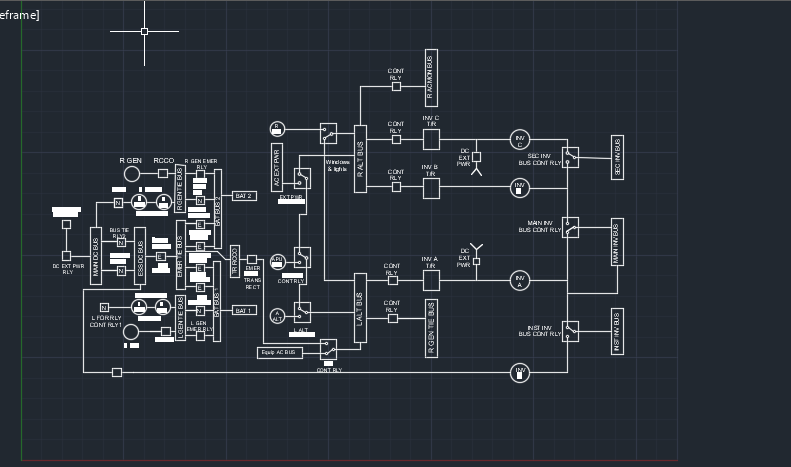 eframe]
CONT
RLY
R ACMON BUS
R
CONT
RLY
INV C
T/R
INV
C
DC
EXT
PWR
SEC INV
BUS CONT RLY
SEC INV BUS
AC EXT PWR
R ALT BUS
Windows
& lights
CONT
RLY
INV B
T/R
INV
R GEN
RCCO
R GEN EMER
RLY
R GEN TIE BUS
N
N
BAT BUS 2
BAT 2
EXT PWR
MAIN INV
BUS CONT RLY
MAIN INV BUS
BUS TIE
RLY2
N
N
MAIN DC BUS
ESS DC BUS
E
EMER TIE BUS
E
E
E
E
DC EXT PWR
RLY
TR RCCO
EMER
TRANS
RECT
APU
CONT RLY
DC
EXT
PWR
CONT
RLY
INV A
T/R
INV
A
L ALT BUS
CONT
RLY
R GEN TIE BUS
N
L FOR RLY
CONT RLY1
L GEN TIE BUS
N
L GEN
EMER RLY
BAT BUS 1
BAT 1
A
ALT
L ALT
INST INV
BUS CONT RLY
INST INV BUS
Equip AC BUS
CONT RLY
INV